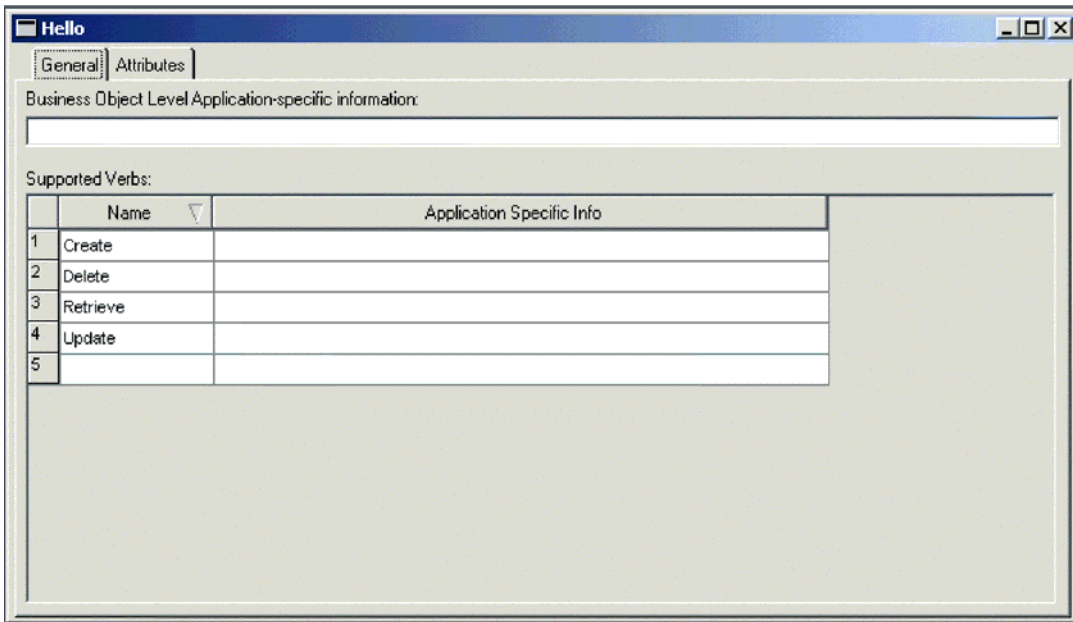 Hello
General Attributes
Business Object Level Application-specific information:
Supported Verbs:
Name Application Specific Info
1 Create
2 Delete
3 Retrieve
4 Update
5